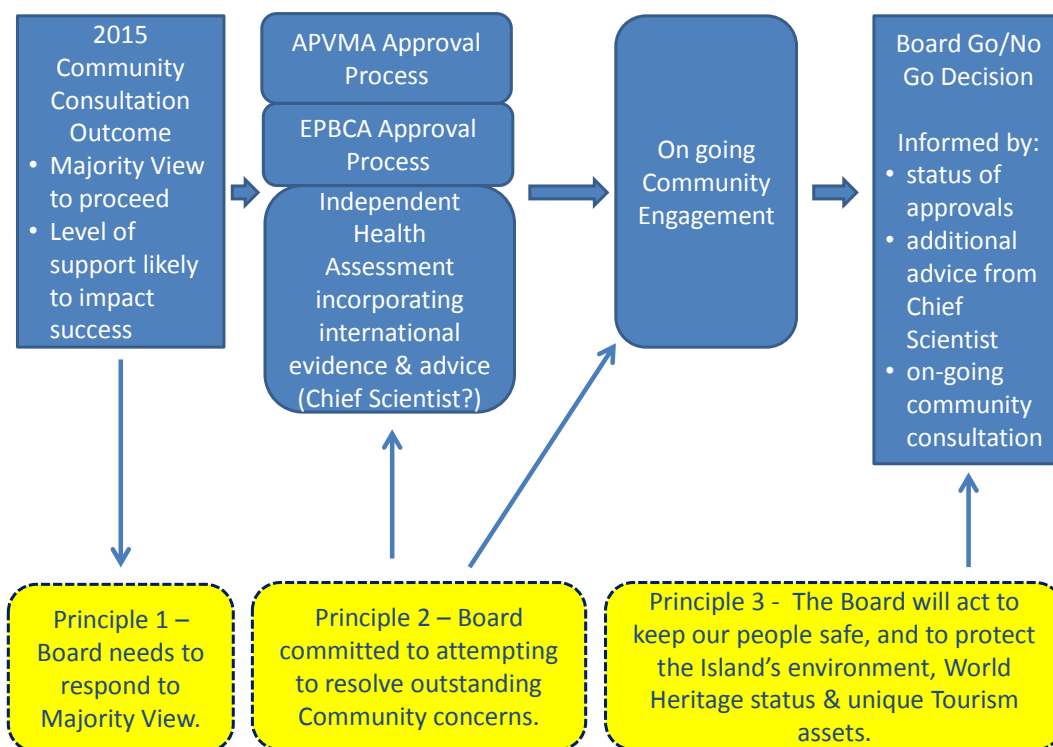 2015
Community
Consultation
Outcome
• Majority View
to proceed
• Level of
support likely
to impact
success
APVMA Approval
Process
EPBCA Approval
Process
Independent
Health
Assessment
incorporating
international
evidence & advice
(Chief Scientist?)
On going
Community
Engagement
Board Go/No
Go Decision
Informed by:
• status of
approvals
• additional
advice from
Chief
Scientist
• on-going
community
consultation
Principle 1 –
Board needs to
respond to
Majority View.
Principle 2 – Board
committed to attempting
to resolve outstanding
Community concerns.
Principle 3 - The Board will act to
keep our people safe, and to protect
the Island’s environment, World
Heritage status & unique Tourism
assets.